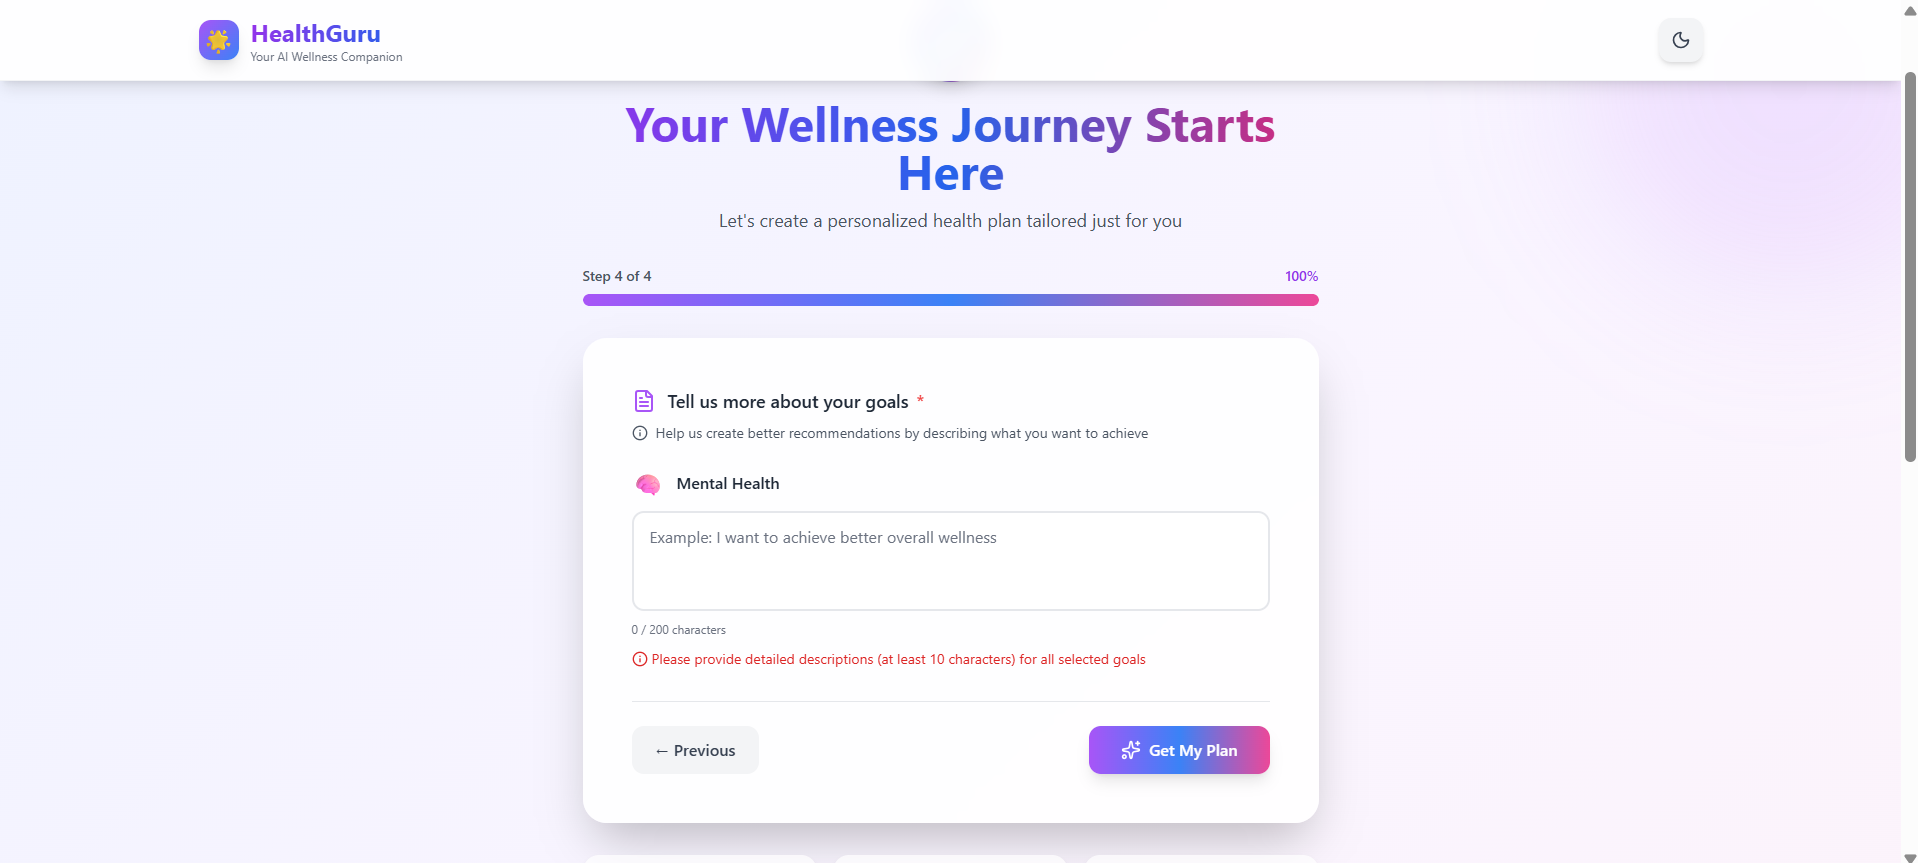 HealthGuru
Your AI Wellness Companion
Your Wellness Journey Starts
Here
Let's create a personalized health plan tailored just for you
Step 4 of 4
100%
Tell us more about your goals *
Help us create better recommendations by describing what you want to achieve
Mental Health
Example: I want to achieve better overall wellness
0 / 200 characters
Please provide detailed descriptions (at least 10 characters) for all selected goals
← Previous
Get My Plan